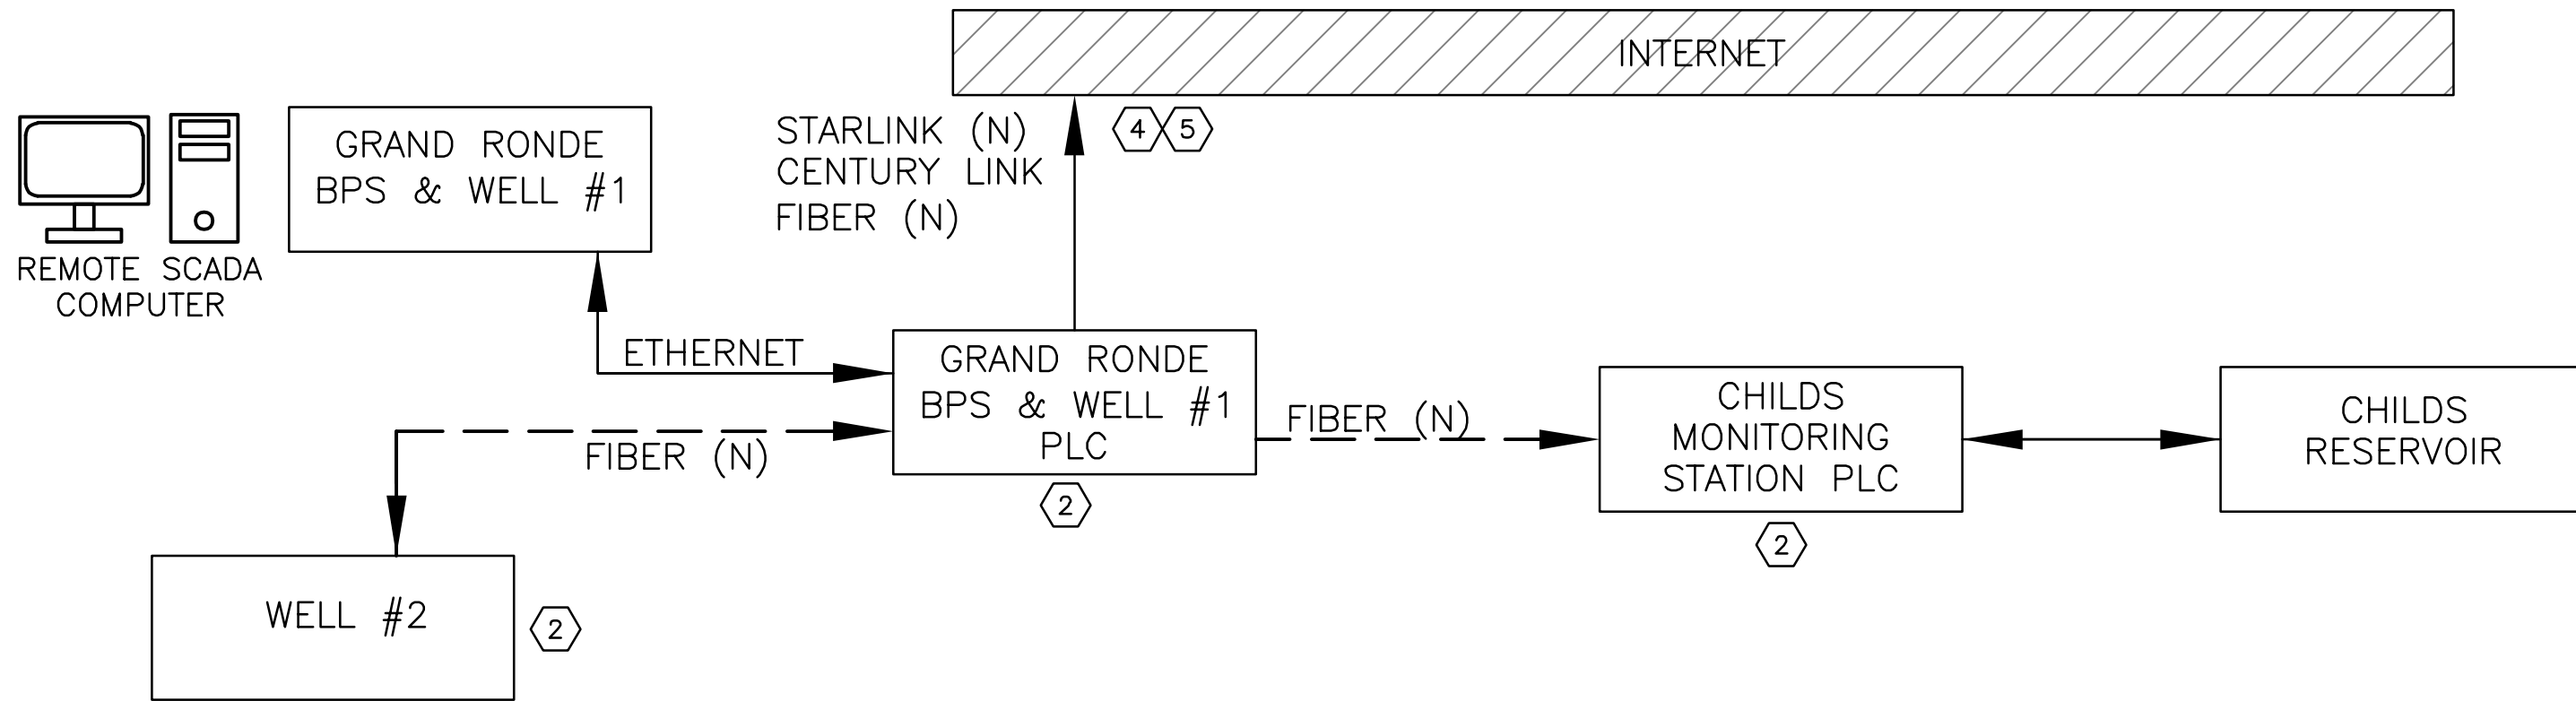 INTERNET
GRAND RONDE
BPS & WELL #1
REMOTE SCADA
COMPUTER
STARLINK (N)
CENTURY LINK
FIBER (N)
4
5
ETHERNET
GRAND RONDE
BPS & WELL #1
PLC
2
FIBER (N)
FIBER (N)
CHILDS
MONITORING
STATION PLC
2
CHILDS
RESERVOIR
WELL #2
2